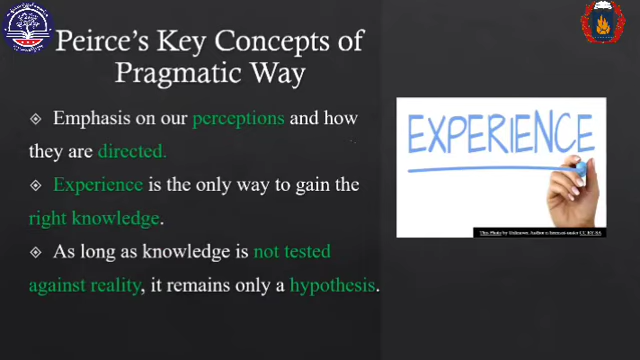 Peirce's Key Concepts of
Pragmatic Way
Emphasis on our perceptions and how
they are directed.
Experience is the only way to gain the
right knowledge.
As long as knowledge is not tested
against reality, it remains only a hypothesis.
EXPERIENCE
This Photo by Unknown Author is licensed under CC BY-SA